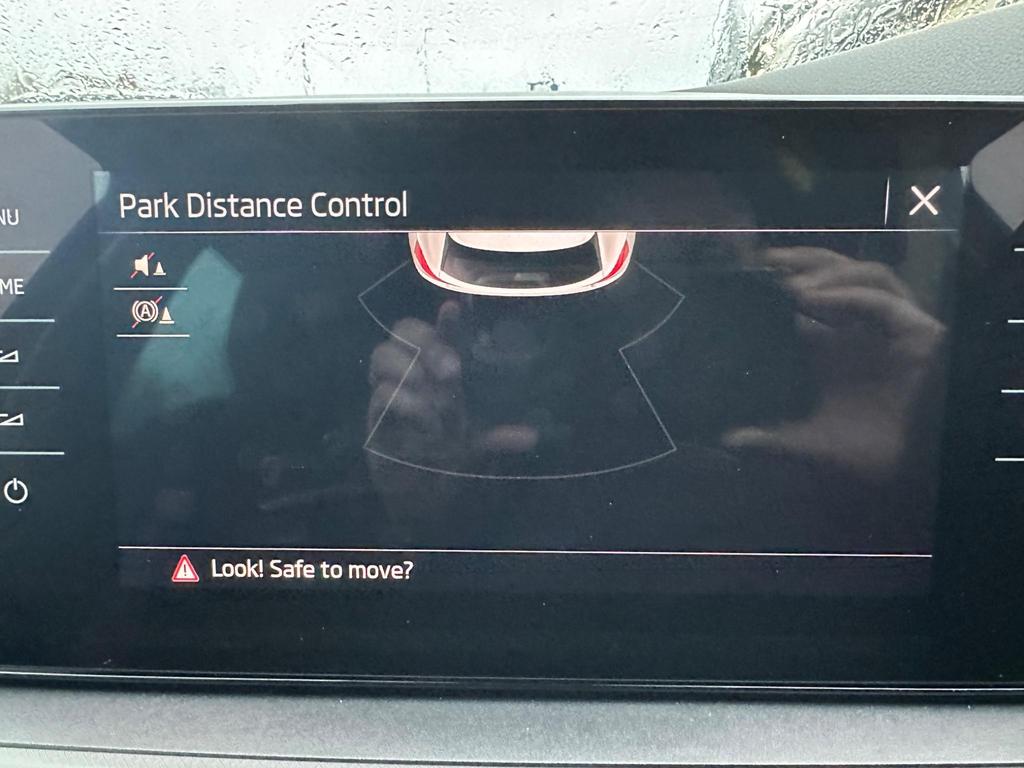 Park Distance Control
NU
ME
A
Look! Safe to move?